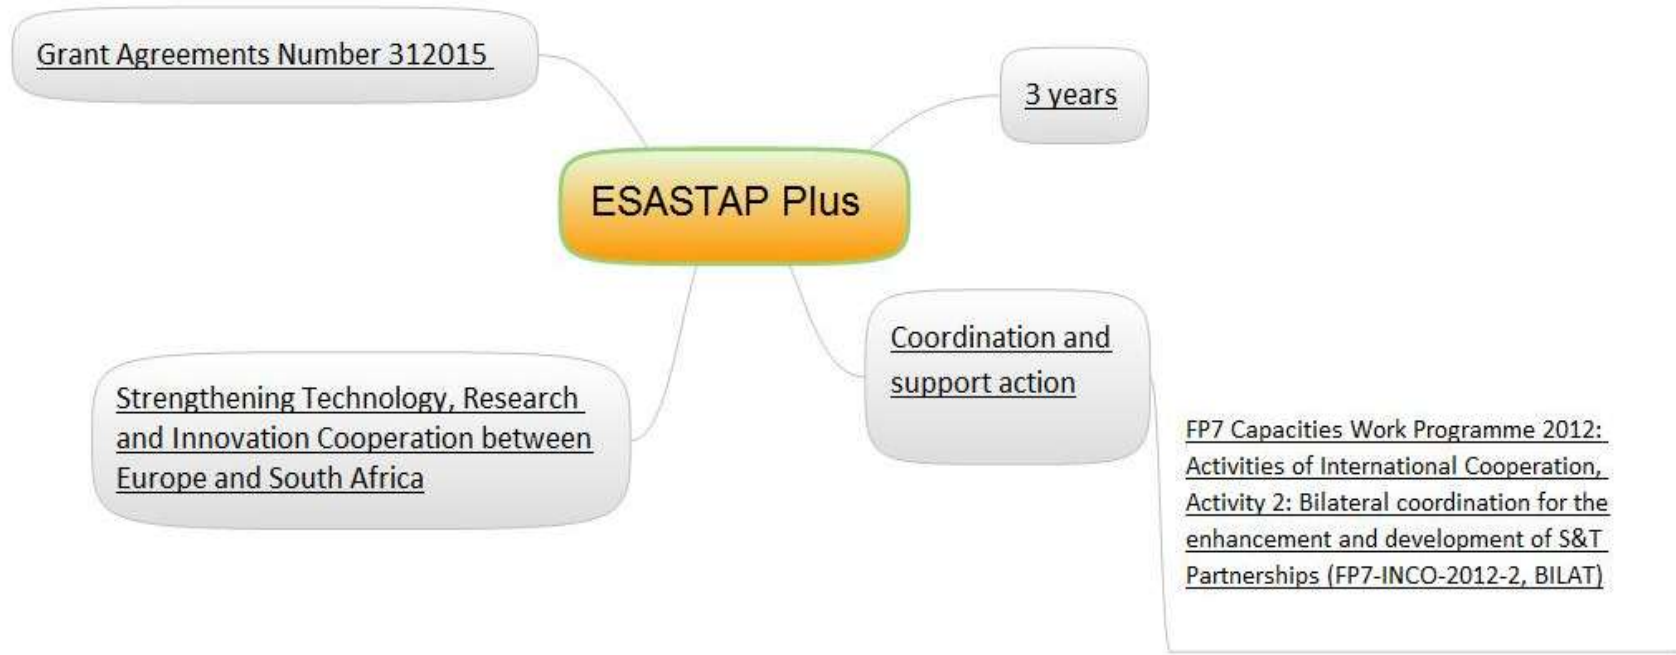 Grant Agreements Number 312015
3 years
ESASTAP Plus
Coordination and
support action
Strengthening Technology, Research
and Innovation Cooperation between
Europe and South Africa
FP7 Capacities Work Programme 2012:
Activities of International Cooperation,
Activity 2: Bilateral coordination for the
enhancement and development of S&T
Partnerships (FP7-INCO-2012-2, BILAT)